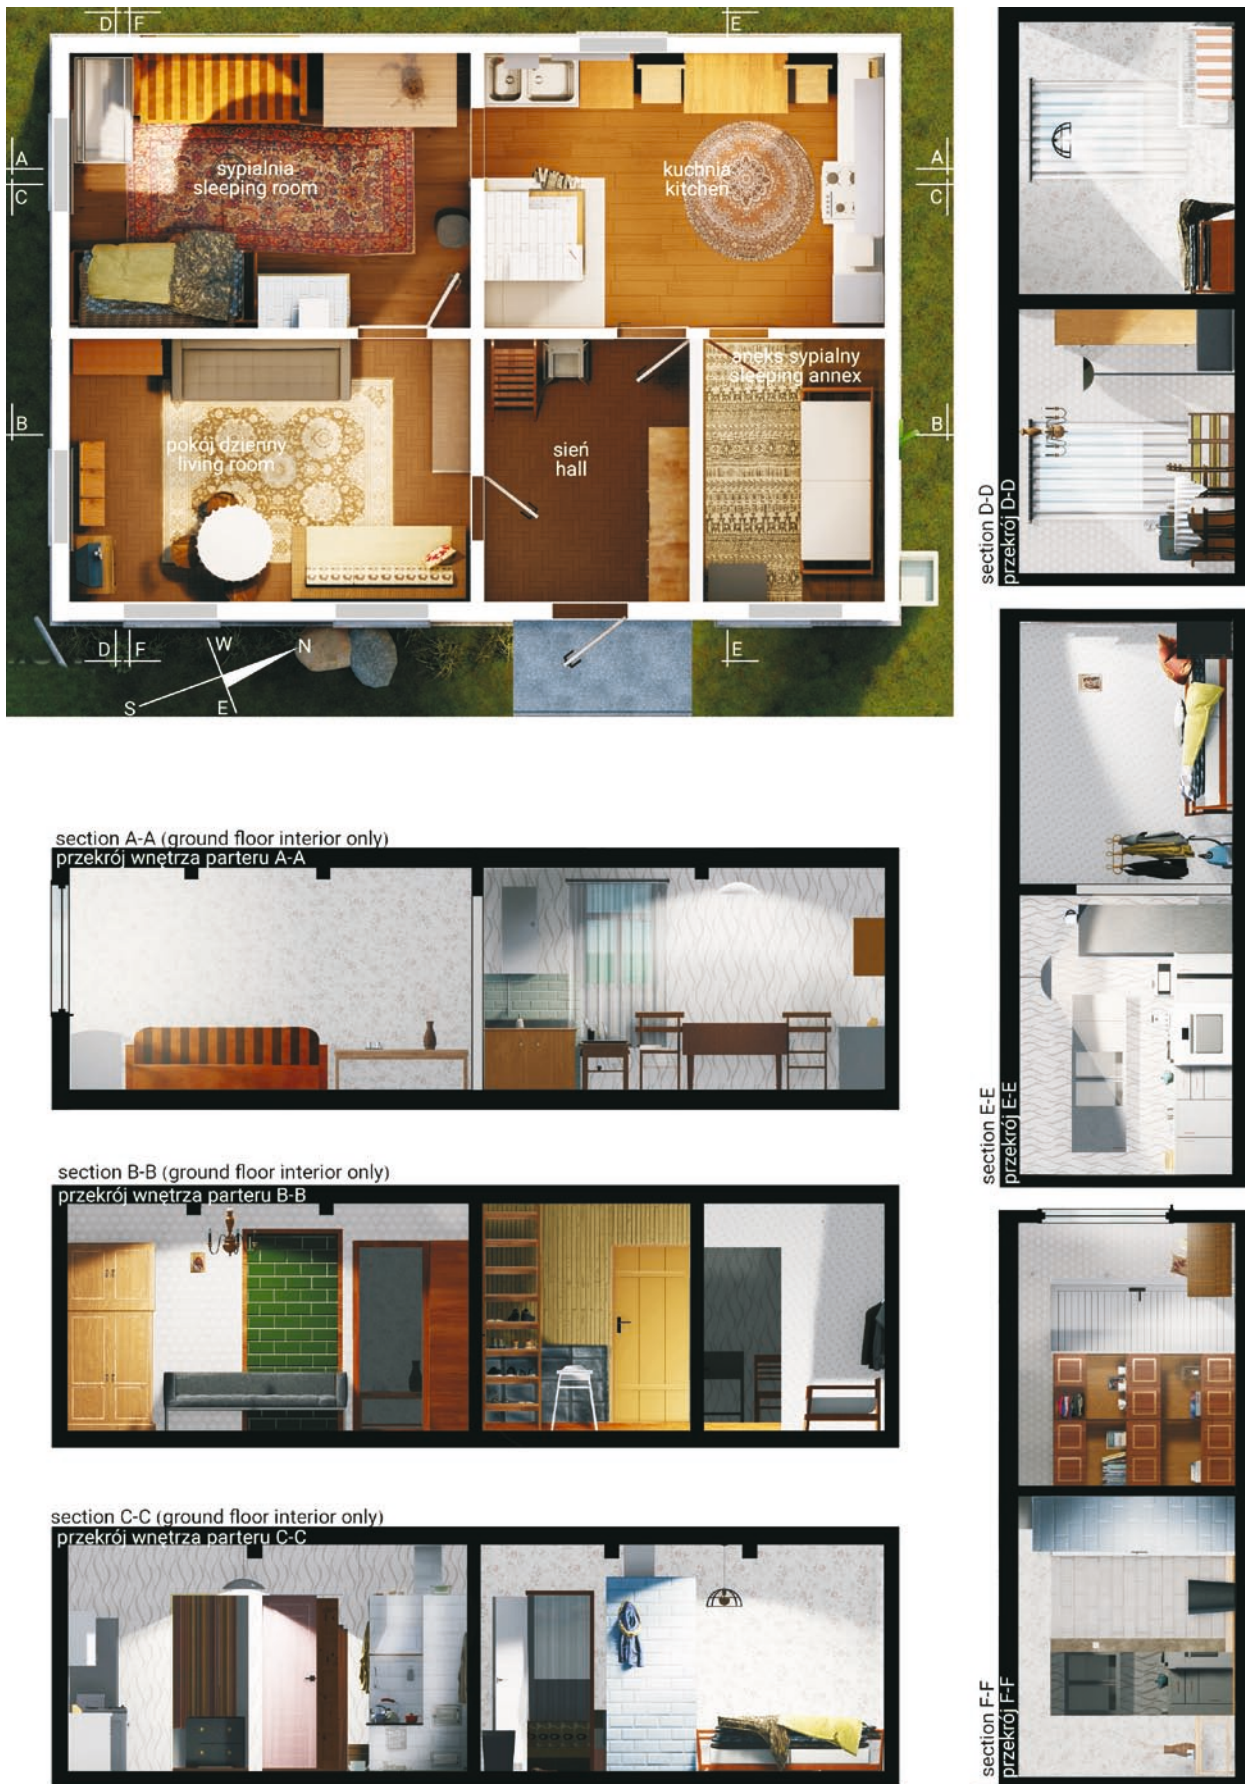 D F E
A
C
A
C
sypialnia
sleeping room
kuchnia
kitchen
B
B
pokój dzienny
living room
sień
hall
aneks sypialny
sleeping annex
D F E
W
N
S
E
section D-D
przekrój D-D
section E-E
przekrój E-E
section F-F
przekrój F-F
section A-A (ground floor interior only)
przekrój wnętrza parteru A-A
section B-B (ground floor interior only)
przekrój wnętrza parteru B-B
section C-C (ground floor interior only)
przekrój wnętrza parteru C-C